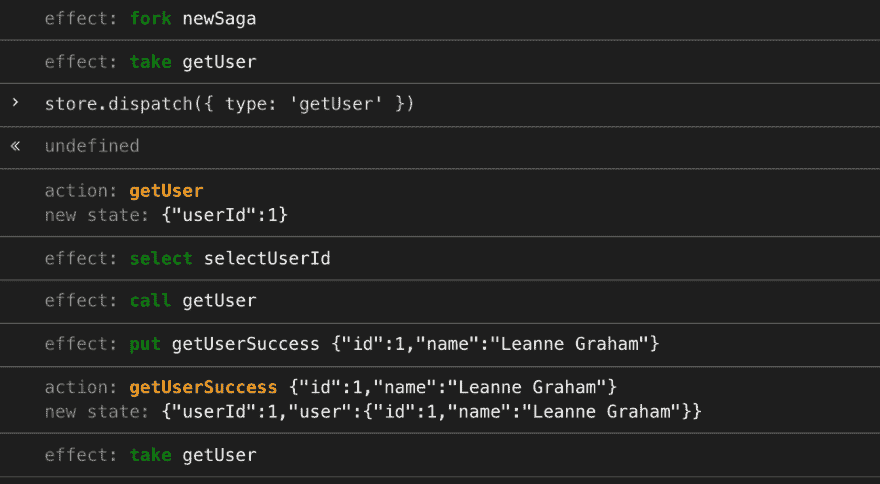 effect: fork newSaga
effect: take getUser
› store.dispatch({ type: 'getUser' })
« undefined
action: getUser
new state: {"userId":1}
effect: select selectUserId
effect: call getUser
effect: put getUserSuccess {"id":1,"name":"Leanne Graham"}
action: getUserSuccess {"id":1,"name":"Leanne Graham"}
new state: {"userId":1,"user":{"id":1,"name":"Leanne Graham"}}
effect: take getUser